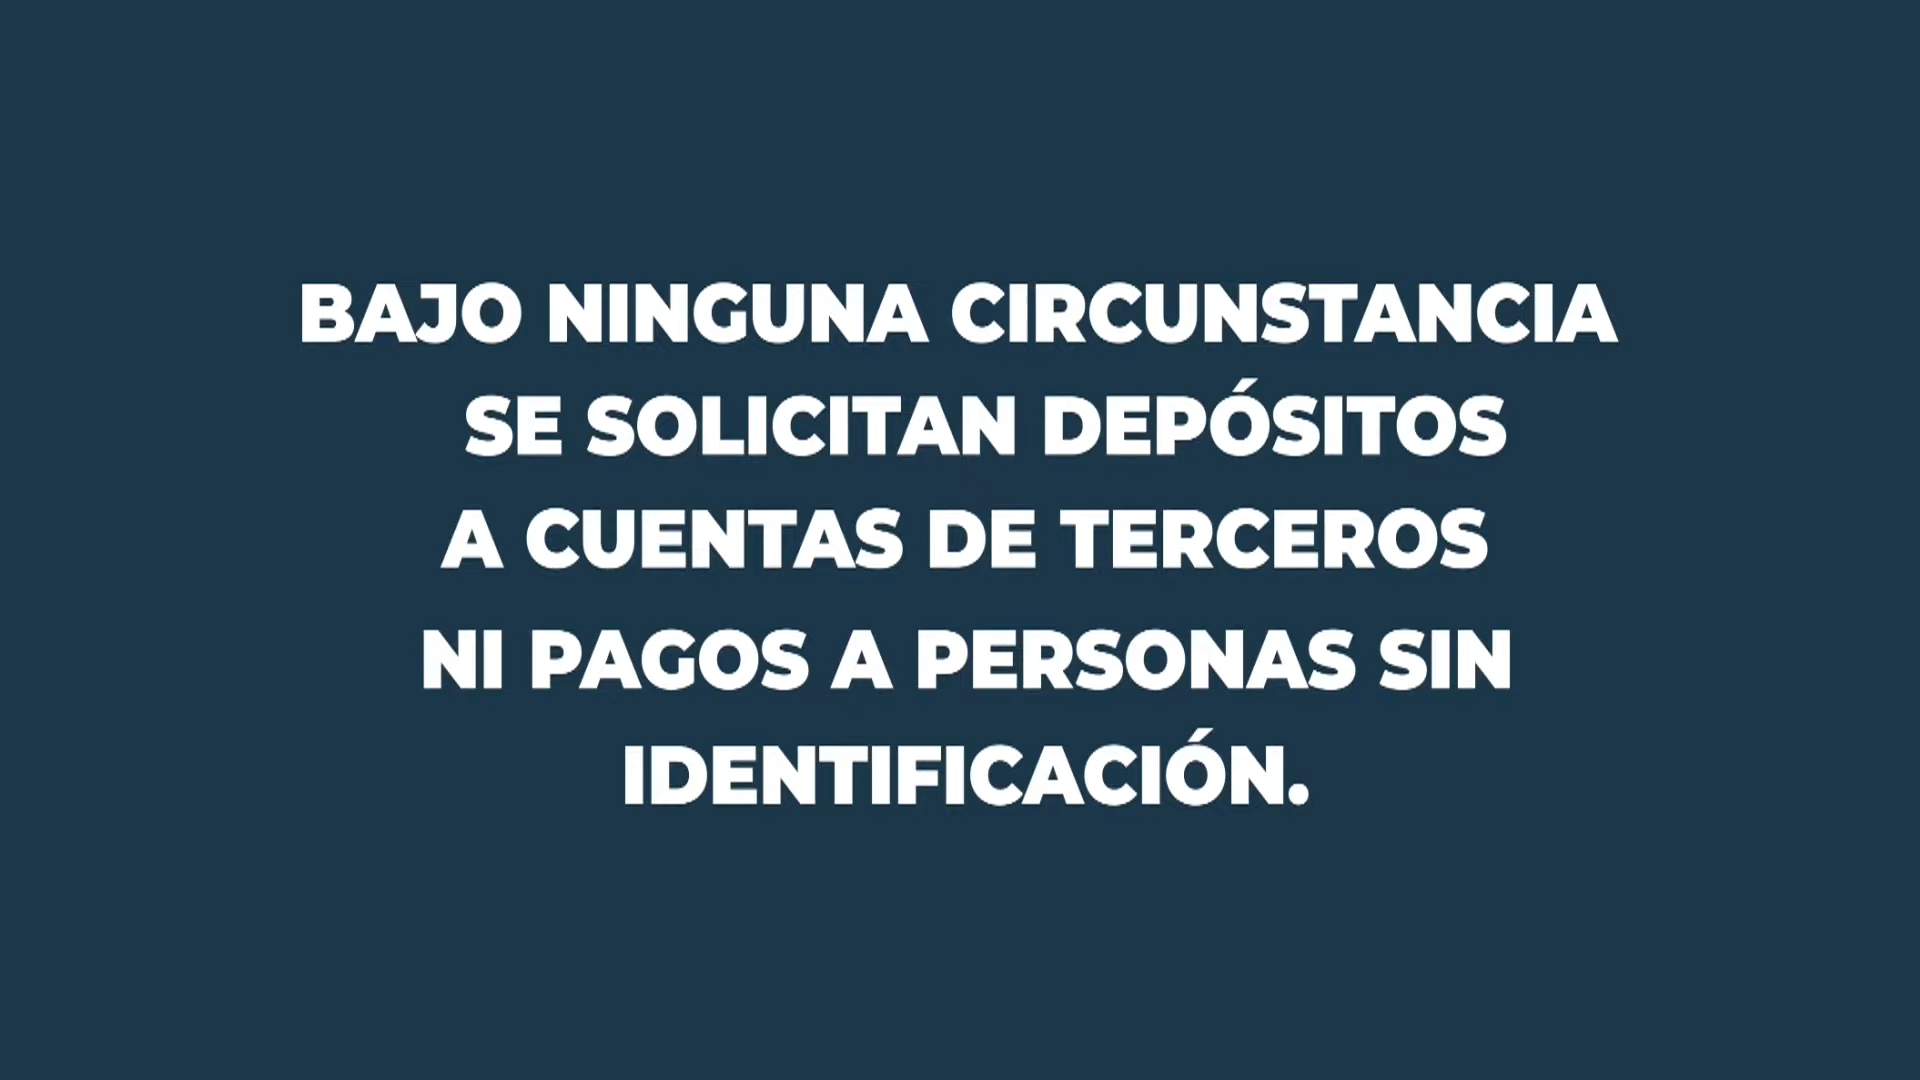 BAJO NINGUNA CIRCUNSTANCIA
SE SOLICITAN DEPÓSITOS
A CUENTAS DE TERCEROS
NI PAGOS A PERSONAS SIN
IDENTIFICACIÓN.